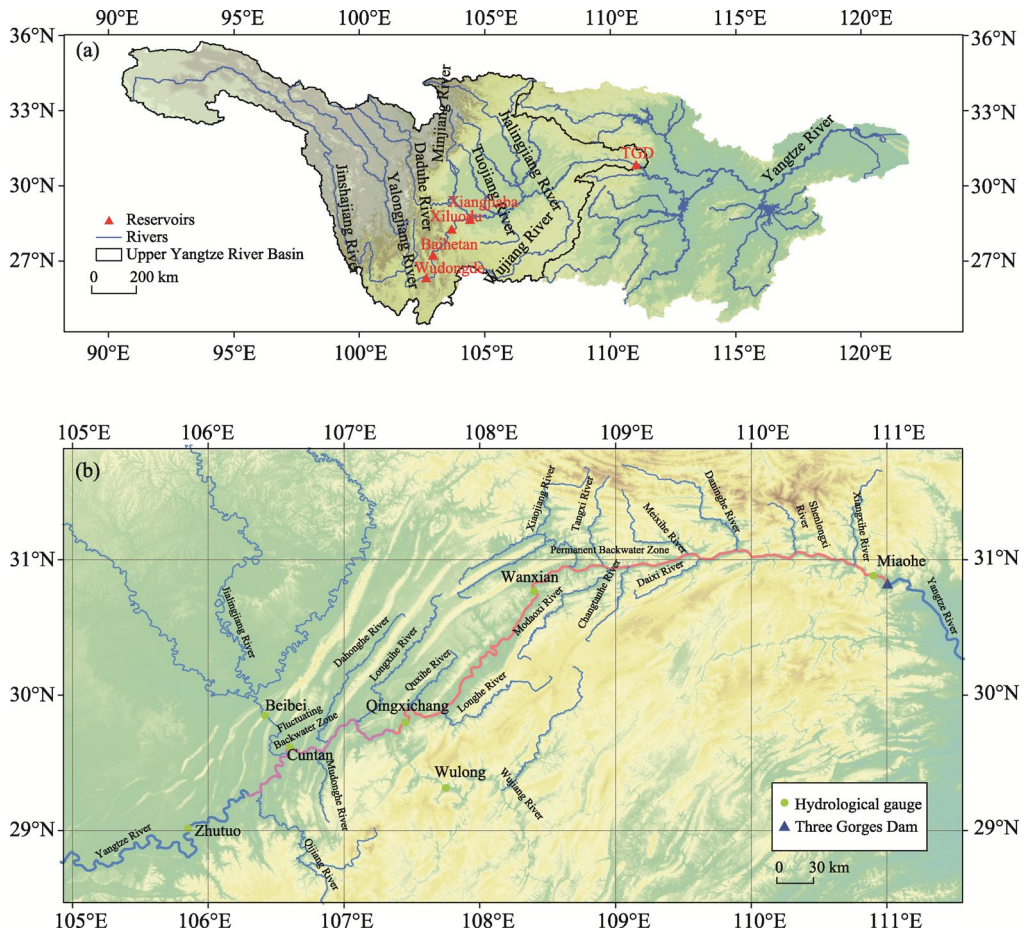 90°E 95°E 100°E 105°E 110°E 115°E 120°E
36°N 36°N
(a)
33°N 33°N
30°N 30°N
27°N 27°N
Minjiang River
Jialingjiang River
Tuojiang River
Daduhe River
Yalongjiang River
Jinshajiang River
Wujiang River
Yangtze River
TGD
Xiangjiaba
Xiluodu
Baihetan
Wudongde
Reservoirs
Rivers
Upper Yangtze River Basin
0 200 km
90°E 95°E 100°E 105°E 110°E 115°E 120°E
105°E 106°E 107°E 108°E 109°E 110°E 111°E
(b)
31°N 31°N
30°N 30°N
29°N 29°N
Xiaojiang River
Tangxi River
Meixihe River
Daninghe River
Shenlongxi
River
Xiangxihe River
Permanent Backwater Zone
Miaohe
Wanxian
Daixi River
Changtanhe River
Modaoxi River
Yangtze River
Jialingjiang River
Dahonghe River
Longxihe River
Quxihe River
Longhe River
Beibei
Fluctuating
Backwater Zone
Qingxichang
Cuntan
Wulong
Wujiang River
Mudonghe River
Zhutuo
Yangtze River
Qijiang River
Hydrological gauge
Three Gorges Dam
0 30 km
105°E 106°E 107°E 108°E 109°E 110°E 111°E